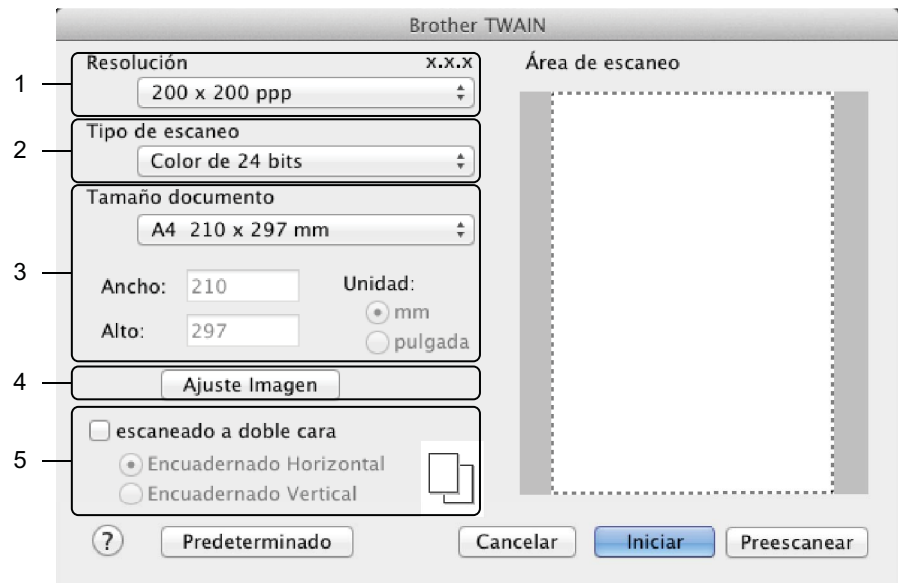 Brother TWAIN
1
Resolución x.x.x
200 x 200 ppp
2
Tipo de escaneo
Color de 24 bits
3
Tamaño documento
A4 210 x 297 mm
Ancho: 210
Alto: 297
Unidad:
mm
pulgada
4
Ajuste Imagen
5
escaneado a doble cara
Encuadernado Horizontal
Encuadernado Vertical
Área de escaneo
?
Predeterminado
Cancelar
Iniciar
Preescanear